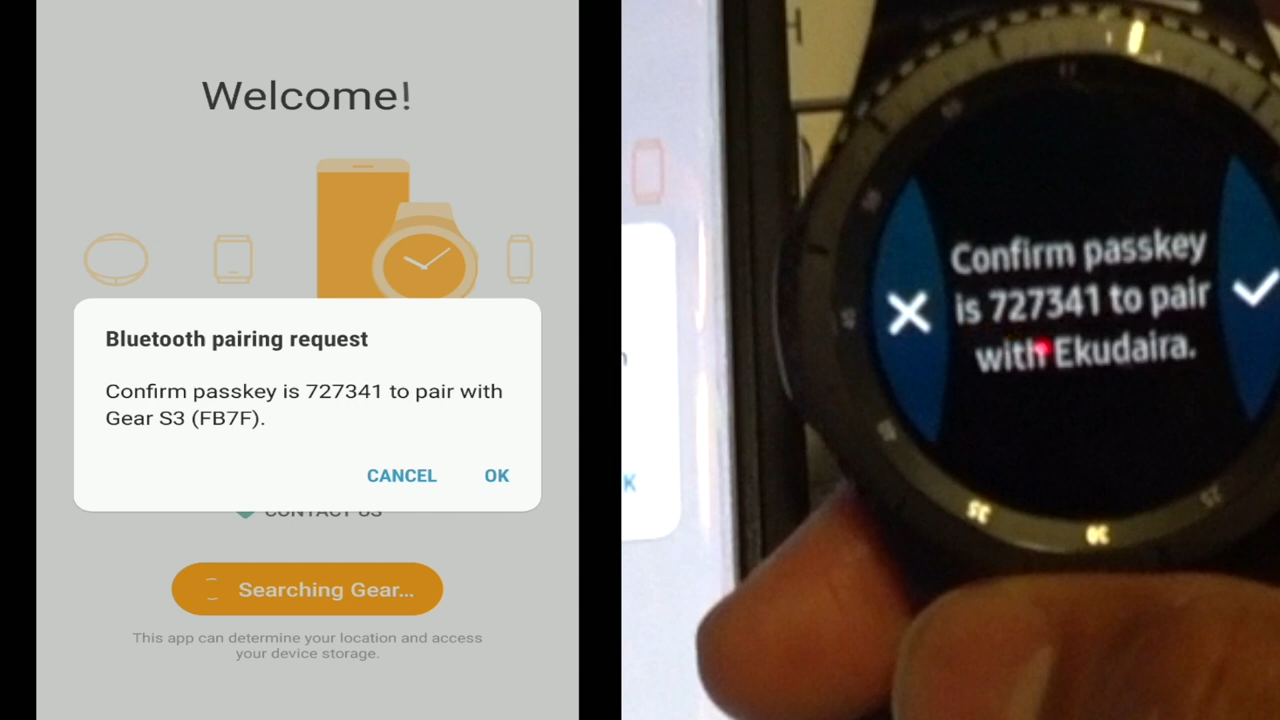 Welcome!
Bluetooth pairing request
Confirm passkey is 727341 to pair with
Gear S3 (FB7F).
CANCEL OK
CONTACT US
Searching Gear...
This app can determine your location and access
your device storage.
H
K
Confirm passkey
is 727341 to pair
with Ekudaira.
35
30